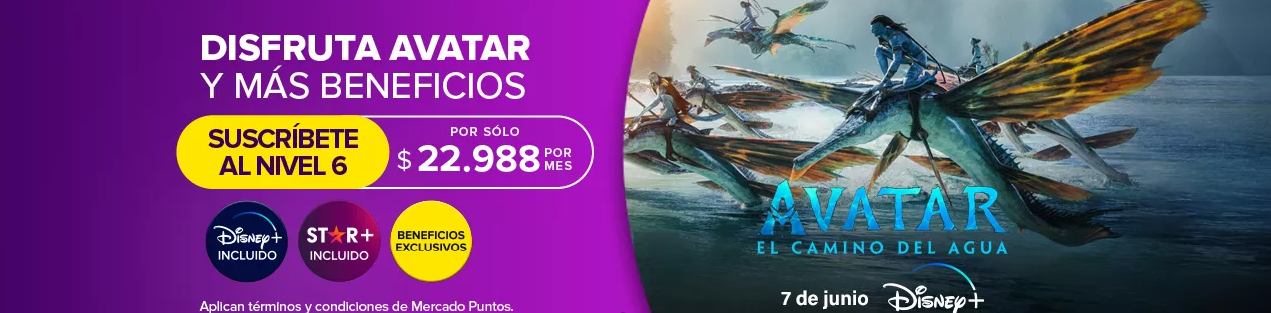 DISFRUTA AVATAR
Y MÁS BENEFICIOS
SUSCRÍBETE
AL NIVEL 6
POR SÓLO
$ 22.988 POR
MES
Disney+
INCLUIDO
STAR+
INCLUIDO
BENEFICIOS
EXCLUSIVOS
Aplican términos y condiciones de Mercado Puntos.
AVATAR
EL CAMINO DEL AGUA
7 de junio Disney+